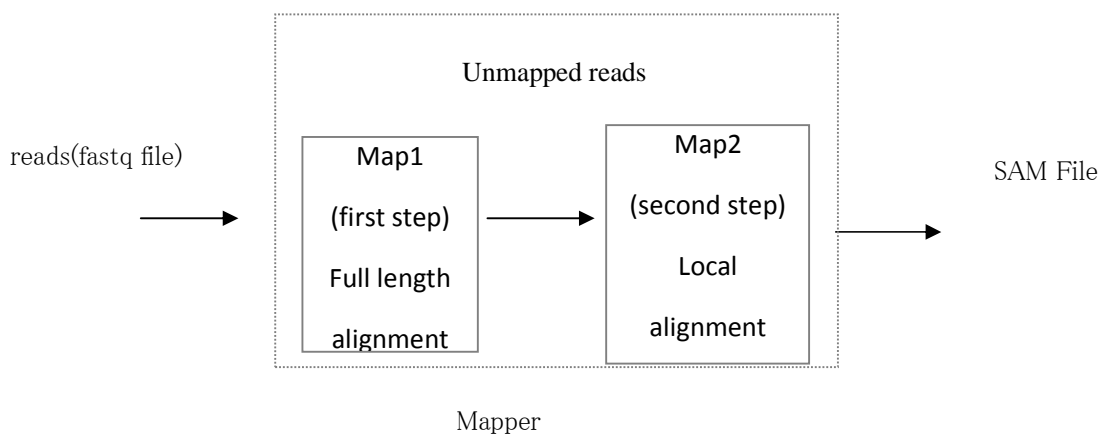 Unmapped reads
reads(fastq file)
Map1
(first step)
Full length
alignment
Map2
(second step)
Local
alignment
SAM File
Mapper